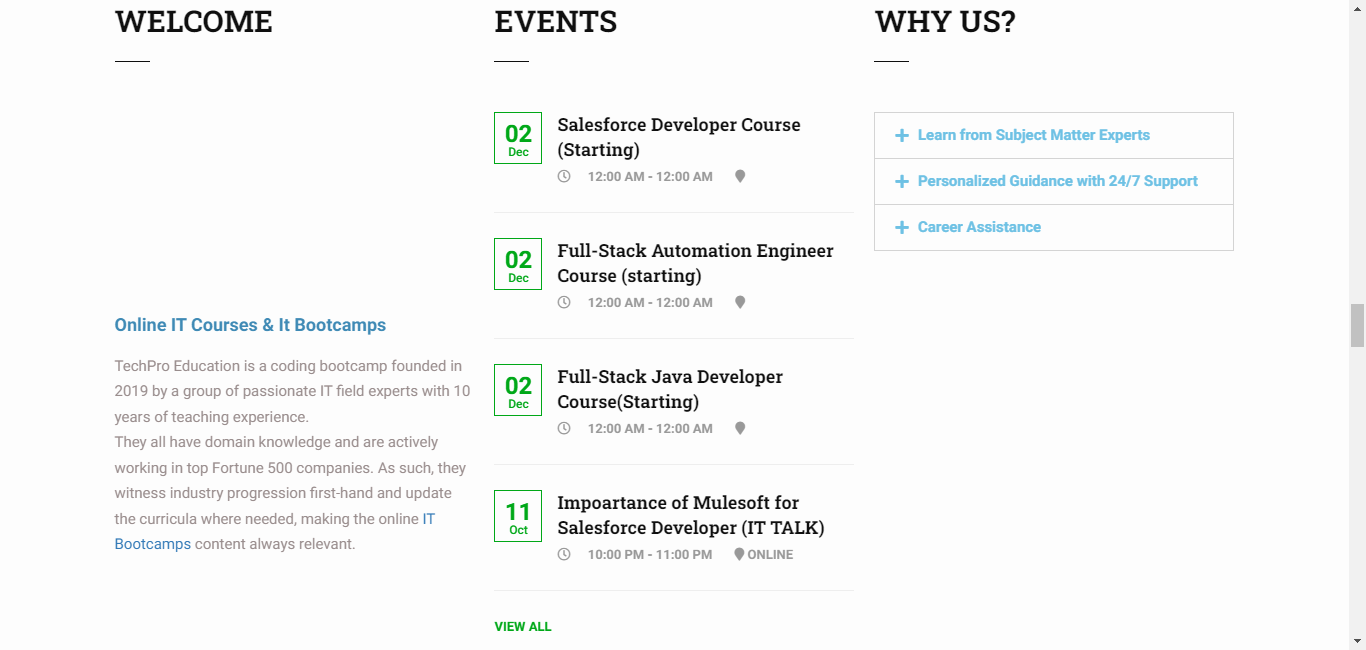 WELCOME
Online IT Courses & It Bootcamps
TechPro Education is a coding bootcamp founded in
2019 by a group of passionate IT field experts with 10
years of teaching experience.
They all have domain knowledge and are actively
working in top Fortune 500 companies. As such, they
witness industry progression first-hand and update
the curricula where needed, making the online IT
Bootcamps content always relevant.
EVENTS
02
Dec
Salesforce Developer Course
(Starting)
12:00 AM - 12:00 AM
02
Dec
Full-Stack Automation Engineer
Course (starting)
12:00 AM - 12:00 AM
02
Dec
Full-Stack Java Developer
Course(Starting)
12:00 AM - 12:00 AM
11
Oct
Impoartance of Mulesoft for
Salesforce Developer (IT TALK)
10:00 PM - 11:00 PM ONLINE
VIEW ALL
WHY US?
Learn from Subject Matter Experts
Personalized Guidance with 24/7 Support
Career Assistance